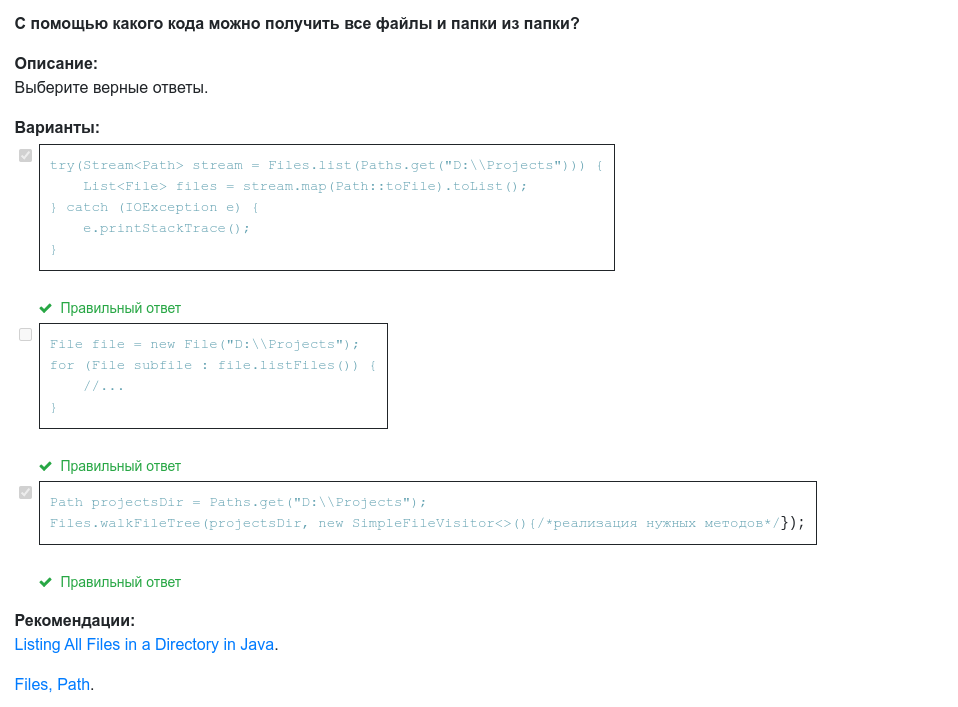 С помощью какого кода можно получить все файлы и папки из папки?
Описание:
Выберите верные ответы.
Варианты:
try(Stream<Path> stream = Files.list(Paths.get("D:\\Projects"))) {
    List<File> files = stream.map(Path::toFile).toList();
} catch (IOException e) {
    e.printStackTrace();
}
Правильный ответ
File file = new File("D:\\Projects");
for (File subfile : file.listFiles()) {
    //...
}
Правильный ответ
Path projectsDir = Paths.get("D:\\Projects");
Files.walkFileTree(projectsDir, new SimpleFileVisitor<>(){/*реализация нужных методов*/});
Правильный ответ
Рекомендации:
Listing All Files in a Directory in Java.
Files, Path.